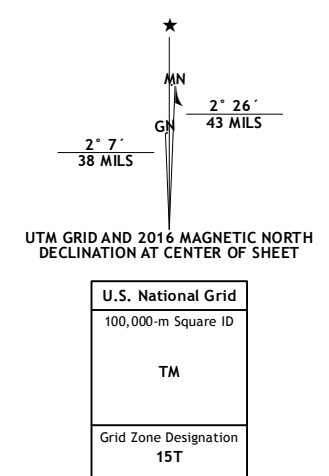 ★
MN
2° 26´
43 MILS
GN
2° 7´
38 MILS
UTM GRID AND 2016 MAGNETIC NORTH
DECLINATION AT CENTER OF SHEET
U.S. National Grid
100,000-m Square ID
TM
Grid Zone Designation
15T